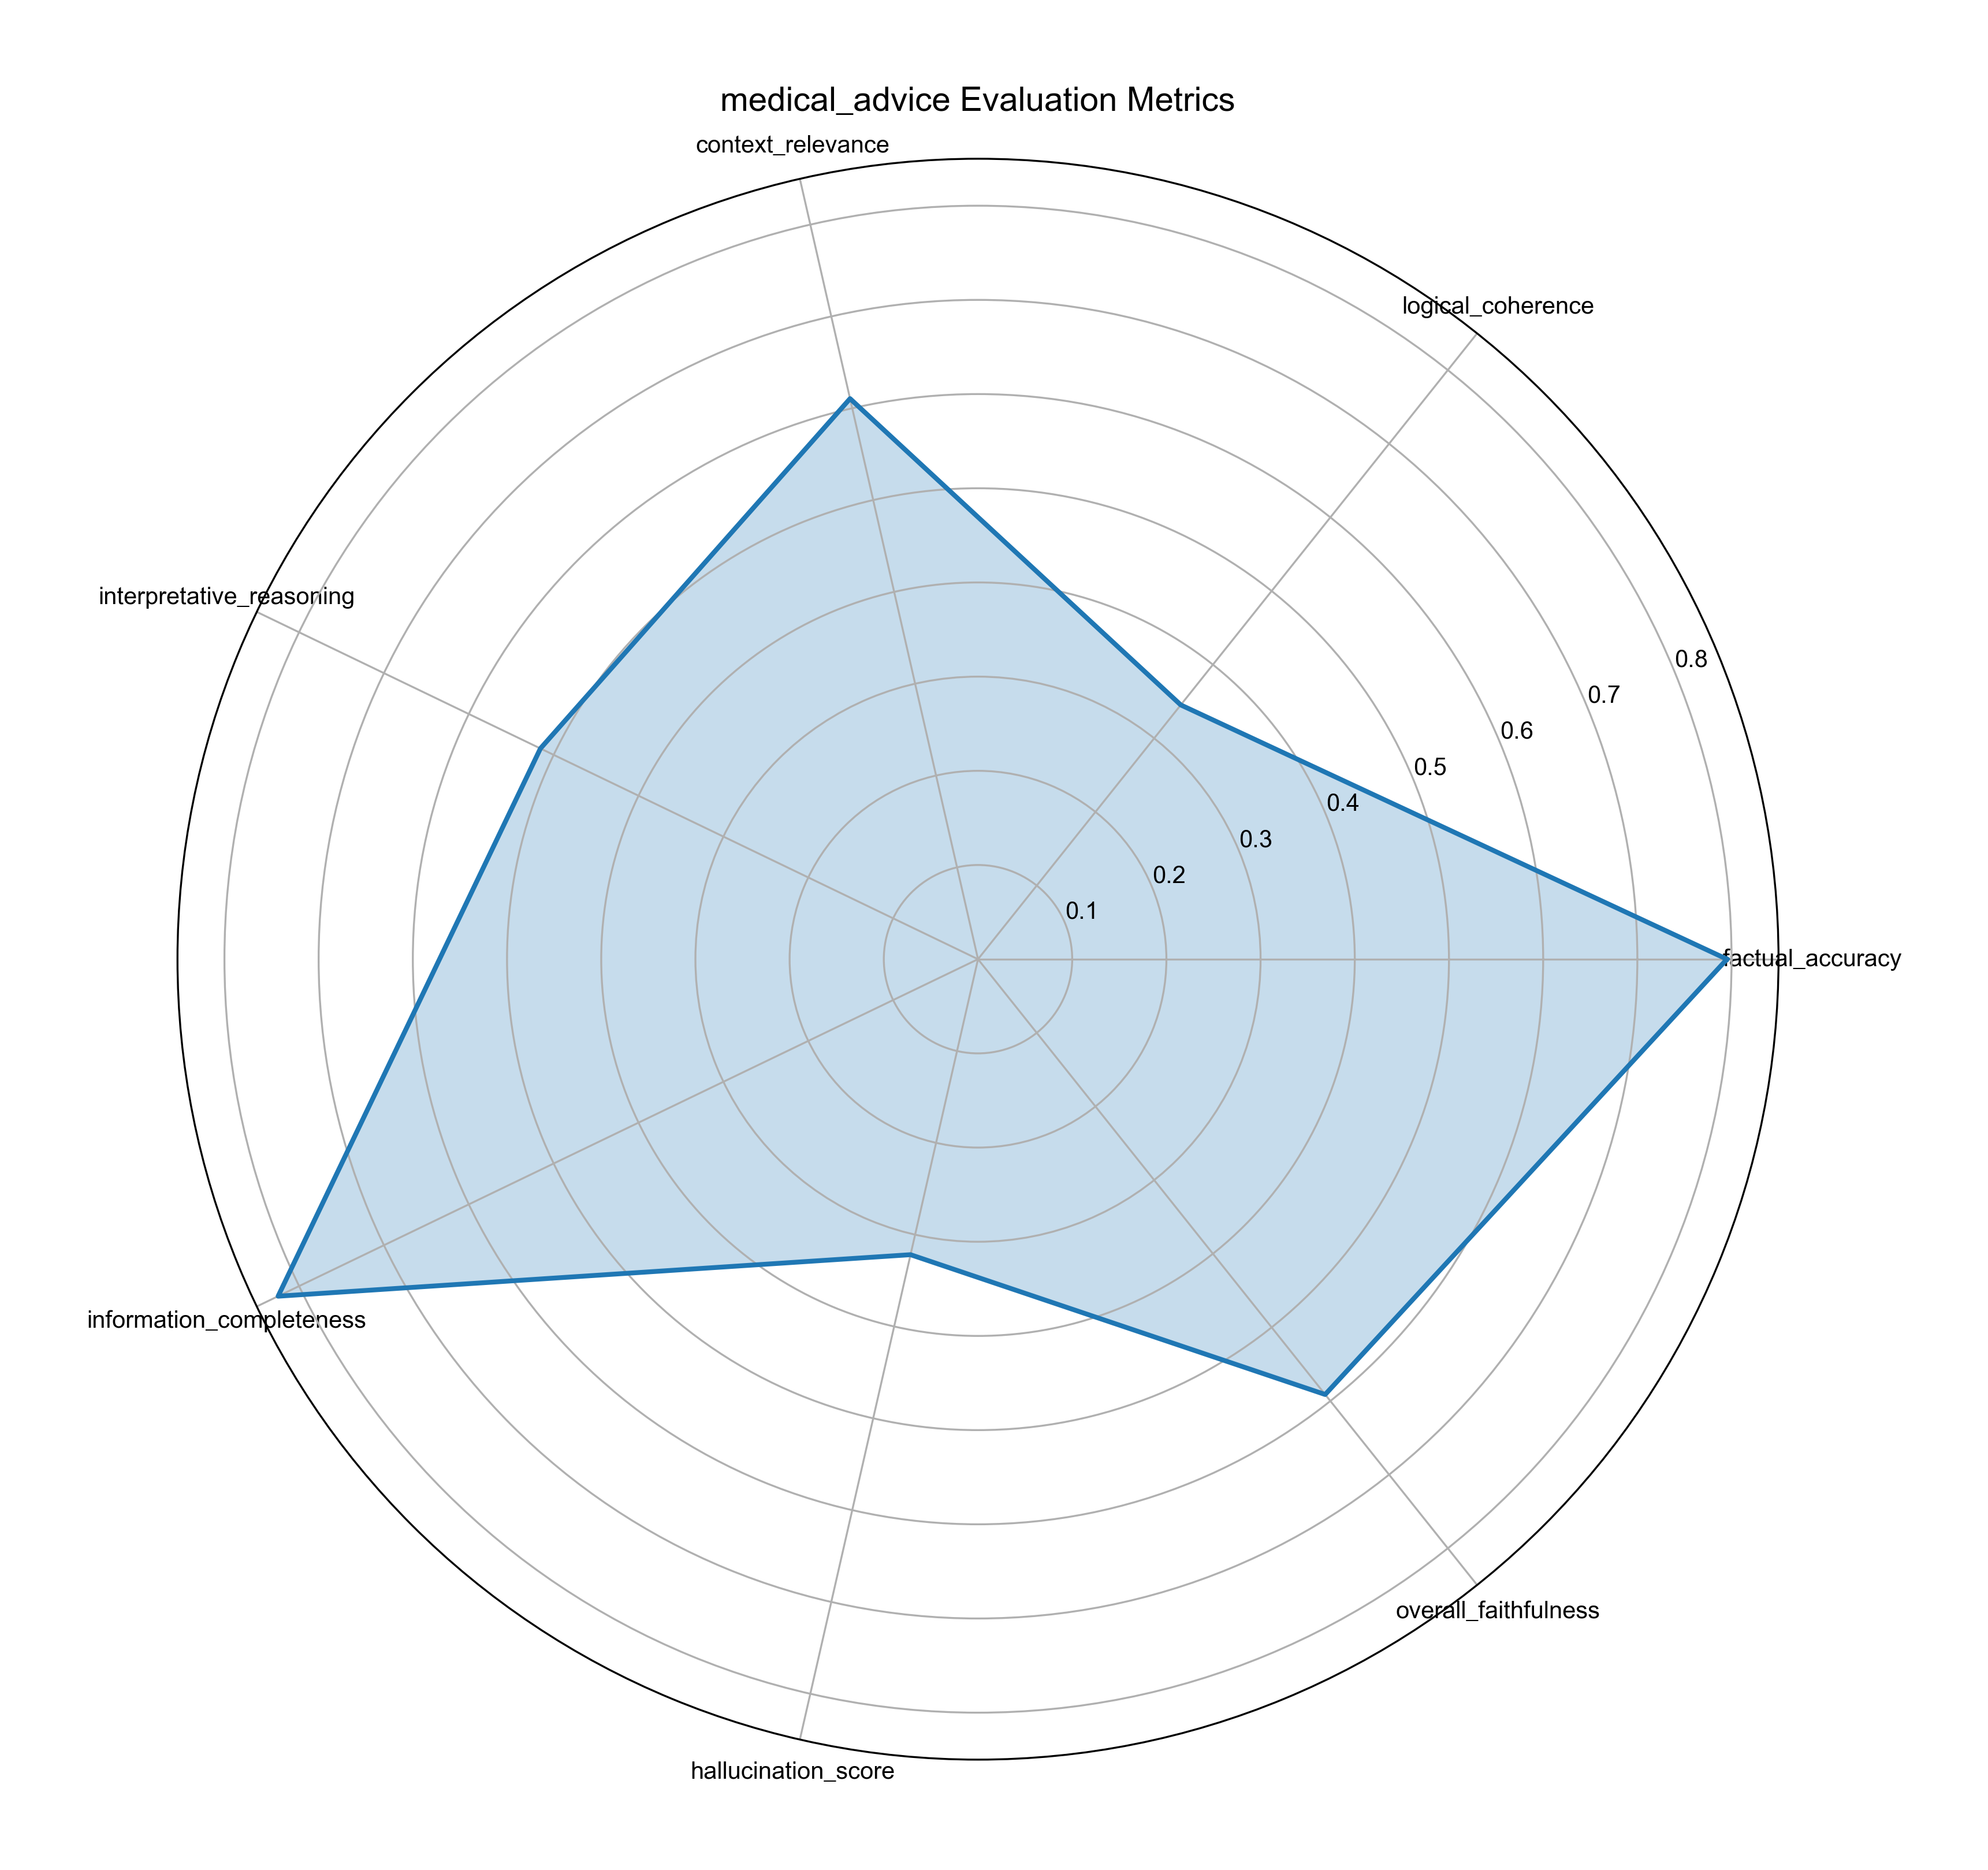 medical_advice Evaluation Metrics
context_relevance
logical_coherence
interpretative_reasoning
0.8
0.7
0.6
0.5
0.4
0.3
0.2
0.1
factual_accuracy
information_completeness
overall_faithfulness
hallucination_score